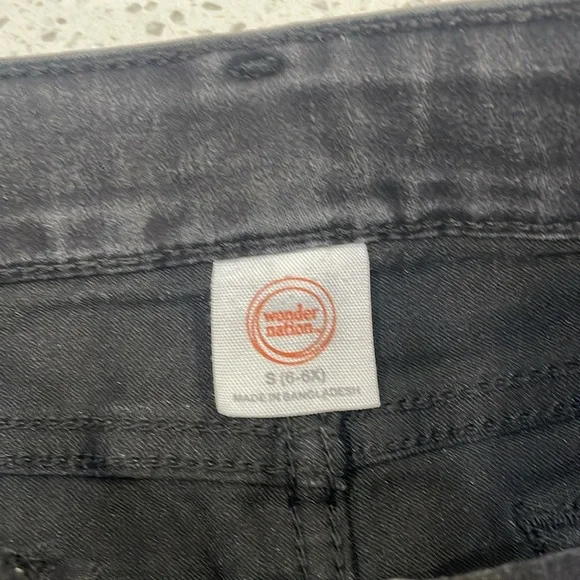 wonder
nation
S (6-6X)
MADE IN BANGLADESH